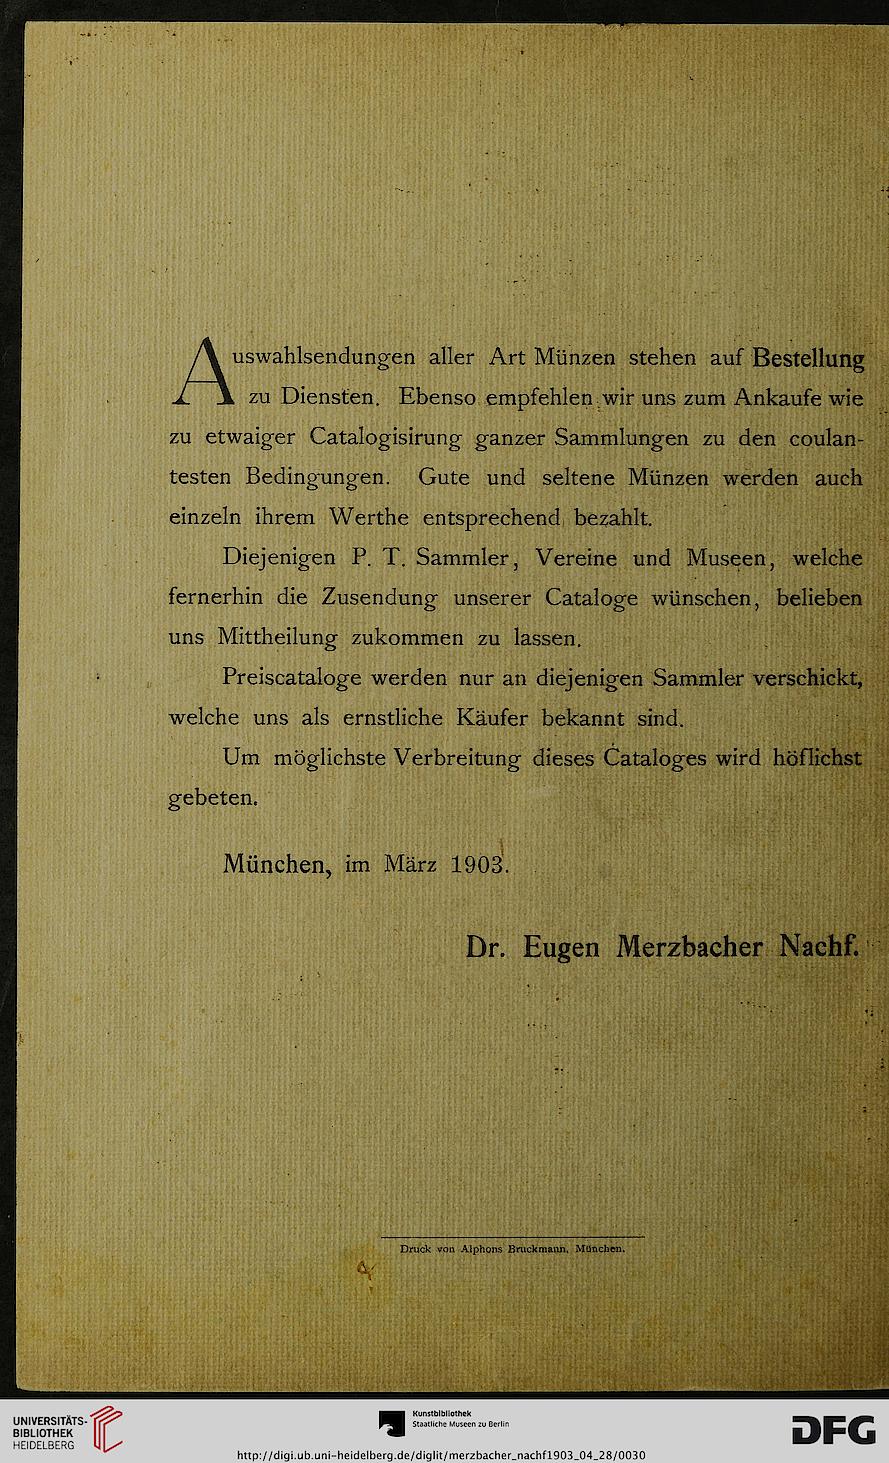 Auswahlsendungen aller Art Münzen stehen auf Bestellung
zu Diensten. Ebenso empfehlen wir uns zum Ankaufe wie
zu etwaiger Catalogisirung ganzer Sammlungen zu den coulan-
testen Bedingungen. Gute und seltene Münzen werden auch
einzeln ihrem Werthe entsprechend bezahlt.
Diejenigen P. T. Sammler, Vereine und Museen, welche
fernerhin die Zusendung unserer Cataloge wünschen, belieben
uns Mittheilung zukommen zu lassen.
Preiscataloge werden nur an diejenigen Sammler verschickt,
welche uns als ernstliche Käufer bekannt sind.
Um möglichste Verbreitung dieses Cataloges wird höflichst
gebeten.
München, im März 1903.
Dr. Eugen Merzbacher Nachf.
Druck von Alphons Bruckmann, München.
UNIVERSITÄTS-
BIBLIOTHEK
HEIDELBERG
Kunstbibliothek
Staatliche Museen zu Berlin
DFG
http://digi.ub.uni-heidelberg.de/diglit/merzbacher_nachf1903_04_28/0030